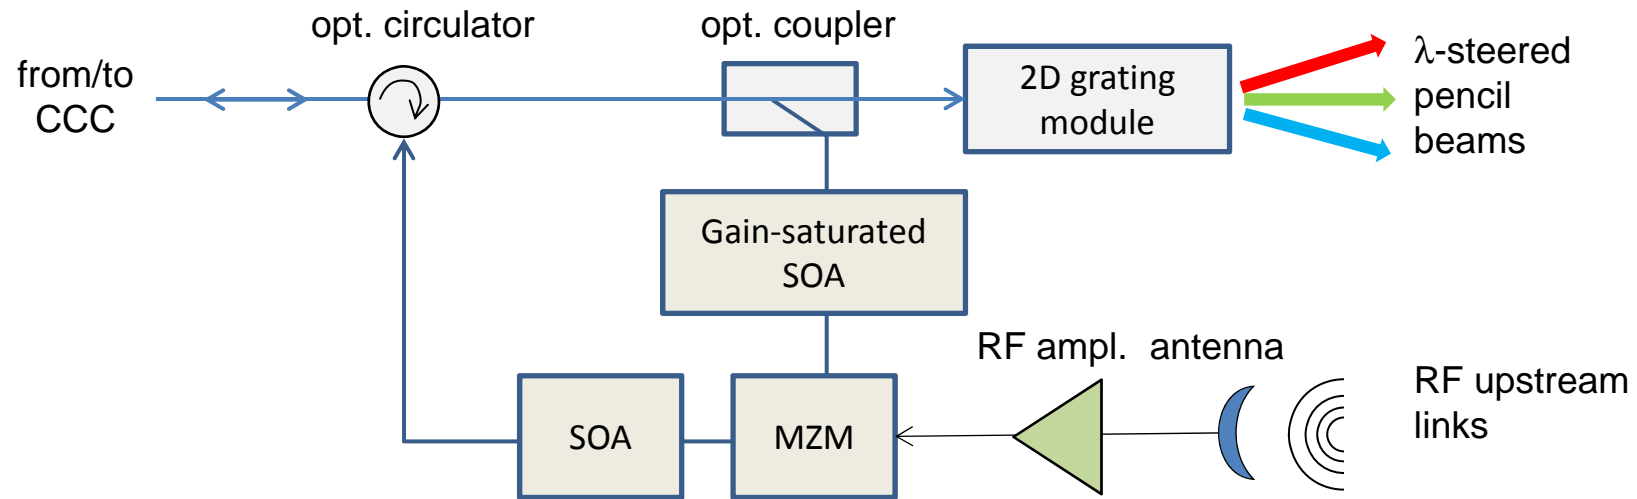 opt. circulator
opt. coupler
from/to
CCC
2D grating
module
λ-steered
pencil
beams
Gain-saturated
SOA
RF ampl. antenna
RF upstream
links
SOA
MZM